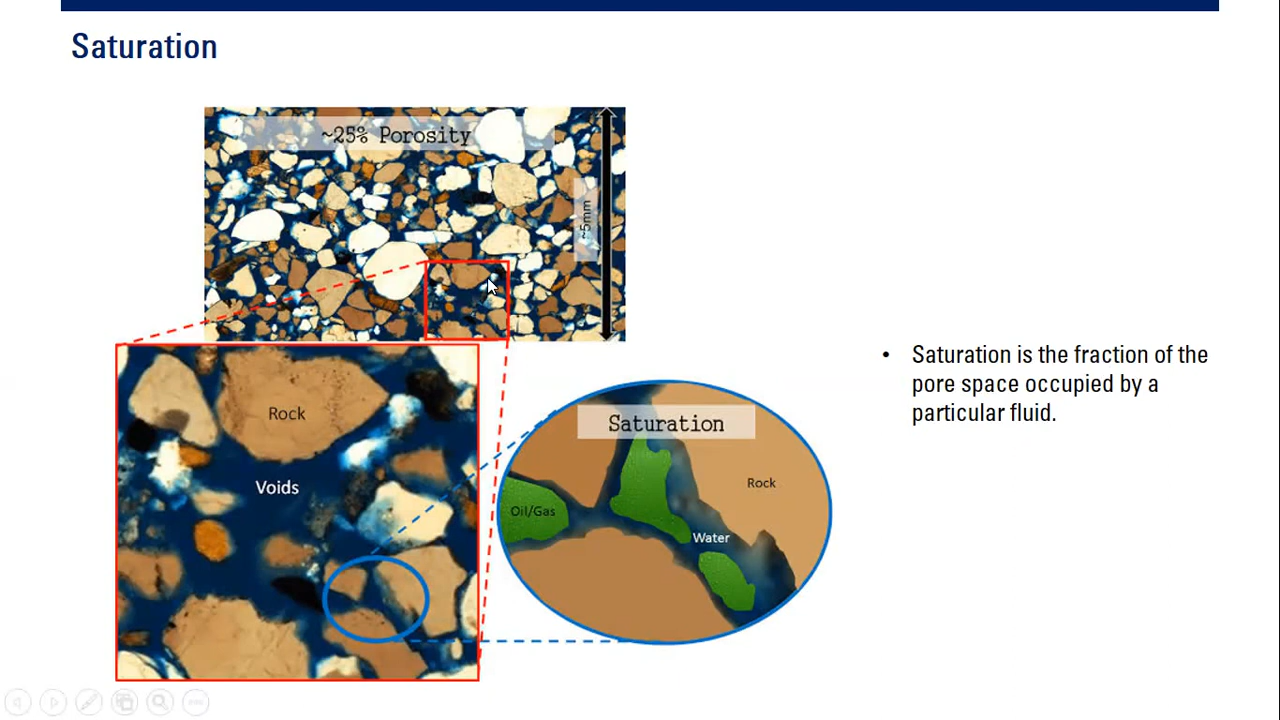 Saturation
~25% Porosity
~5mm
Rock
Voids
Saturation
Rock
Oil/Gas
Water
• Saturation is the fraction of the
pore space occupied by a
particular fluid.